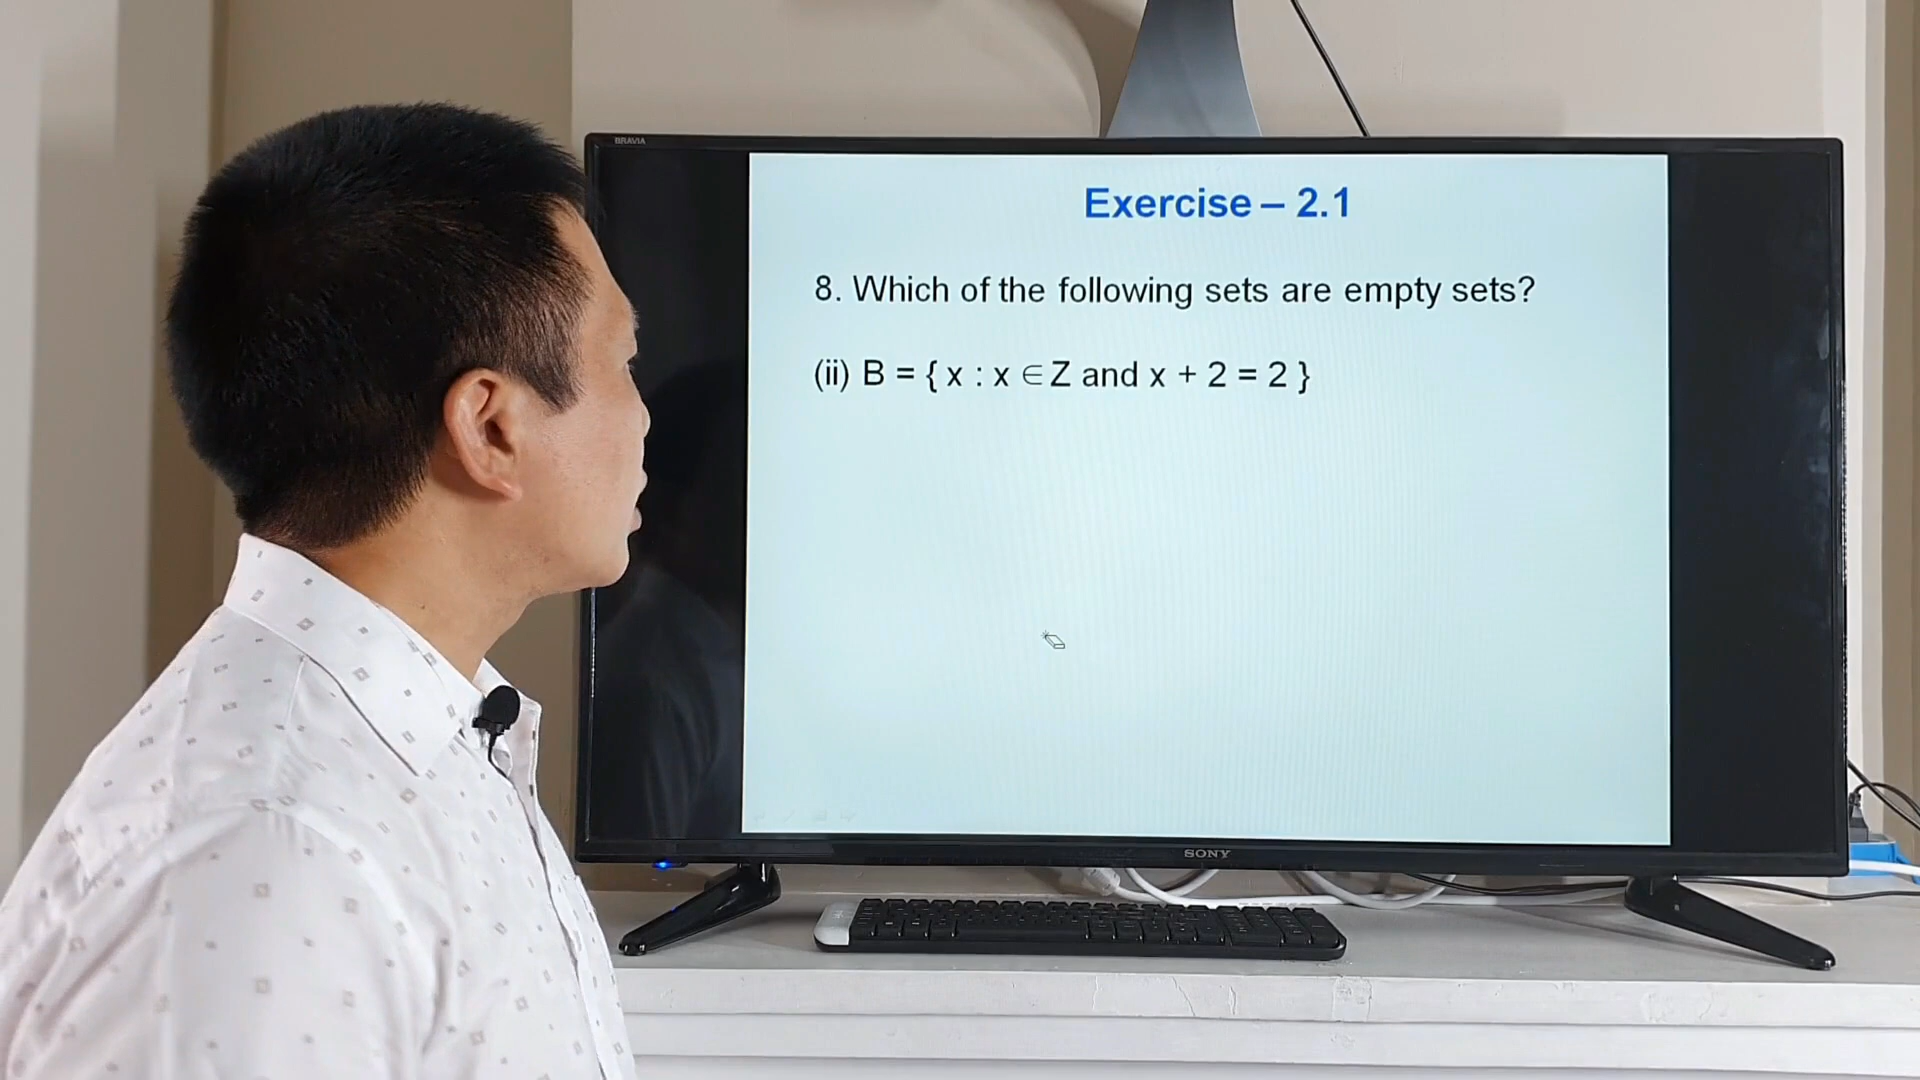 BRAVIA
Exercise – 2.1
8. Which of the following sets are empty sets?
(ii) B = { x : x ∈ Z and x + 2 = 2 }
SONY